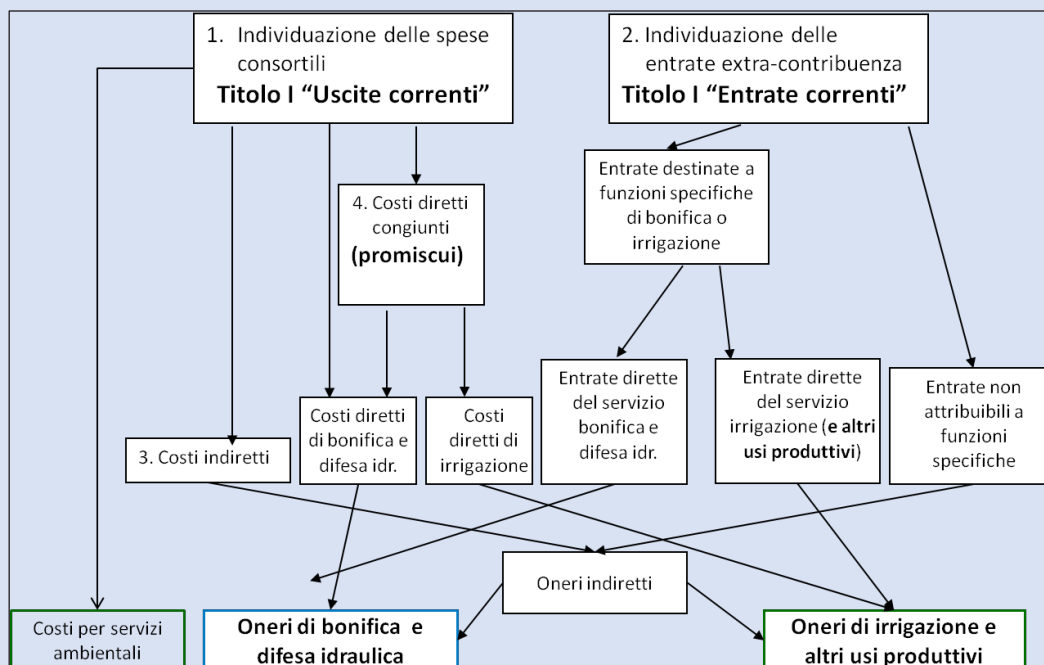 1. Individuazione delle spese
consortili
Titolo I “Uscite correnti”
2. Individuazione delle
entrate extra-contribuenza
Titolo I “Entrate correnti”
4. Costi diretti
congiunti
(promiscui)
Entrate destinate a
funzioni specifiche
di bonifica o
irrigazione
3. Costi indiretti
Costi diretti
di bonifica e
difesa idr.
Costi
diretti di
irrigazione
Entrate dirette
del servizio
bonifica e
difesa idr.
Entrate dirette
del servizio
irrigazione (e altri
usi produttivi)
Entrate non
attribuibili a
funzioni
specifiche
Oneri indiretti
Costi per servizi
ambientali
Oneri di bonifica e
difesa idraulica
Oneri di irrigazione e
altri usi produttivi